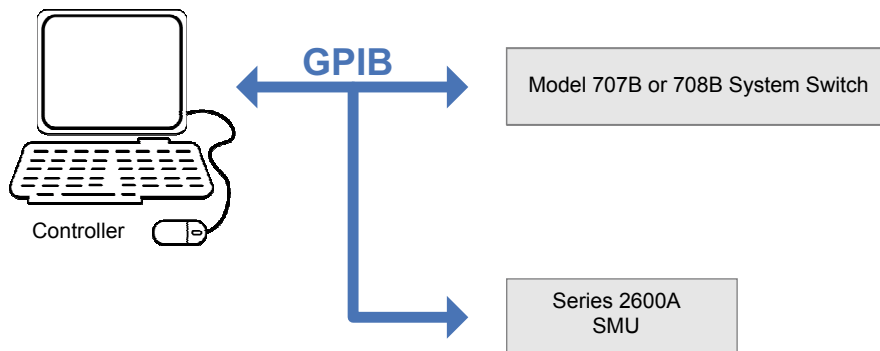 GPIB
Model 707B or 708B System Switch
Controller
Series 2600A
SMU